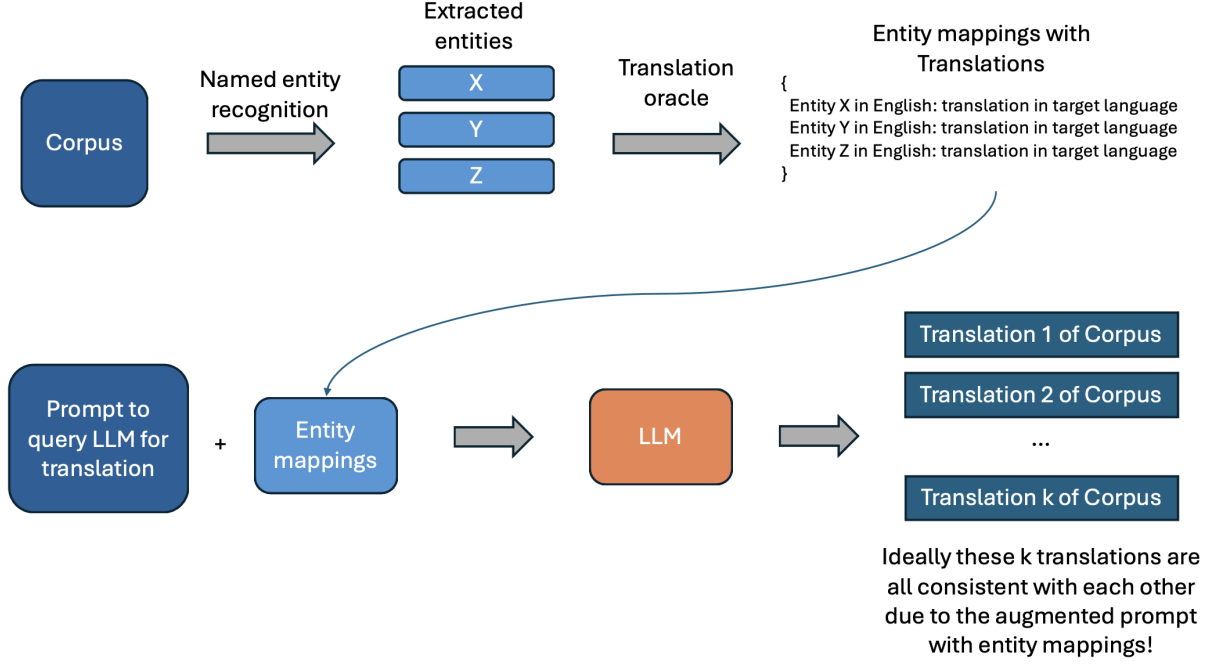 Corpus
Named entity
recognition
Extracted
entities
X
Y
Z
Translation
oracle
Entity mappings with
Translations
{
Entity X in English: translation in target language
Entity Y in English: translation in target language
Entity Z in English: translation in target language
}
Prompt to
query LLM for
translation
+
Entity
mappings
LLM
Translation 1 of Corpus
Translation 2 of Corpus
...
Translation k of Corpus
Ideally these k translations are
all consistent with each other
due to the augmented prompt
with entity mappings!